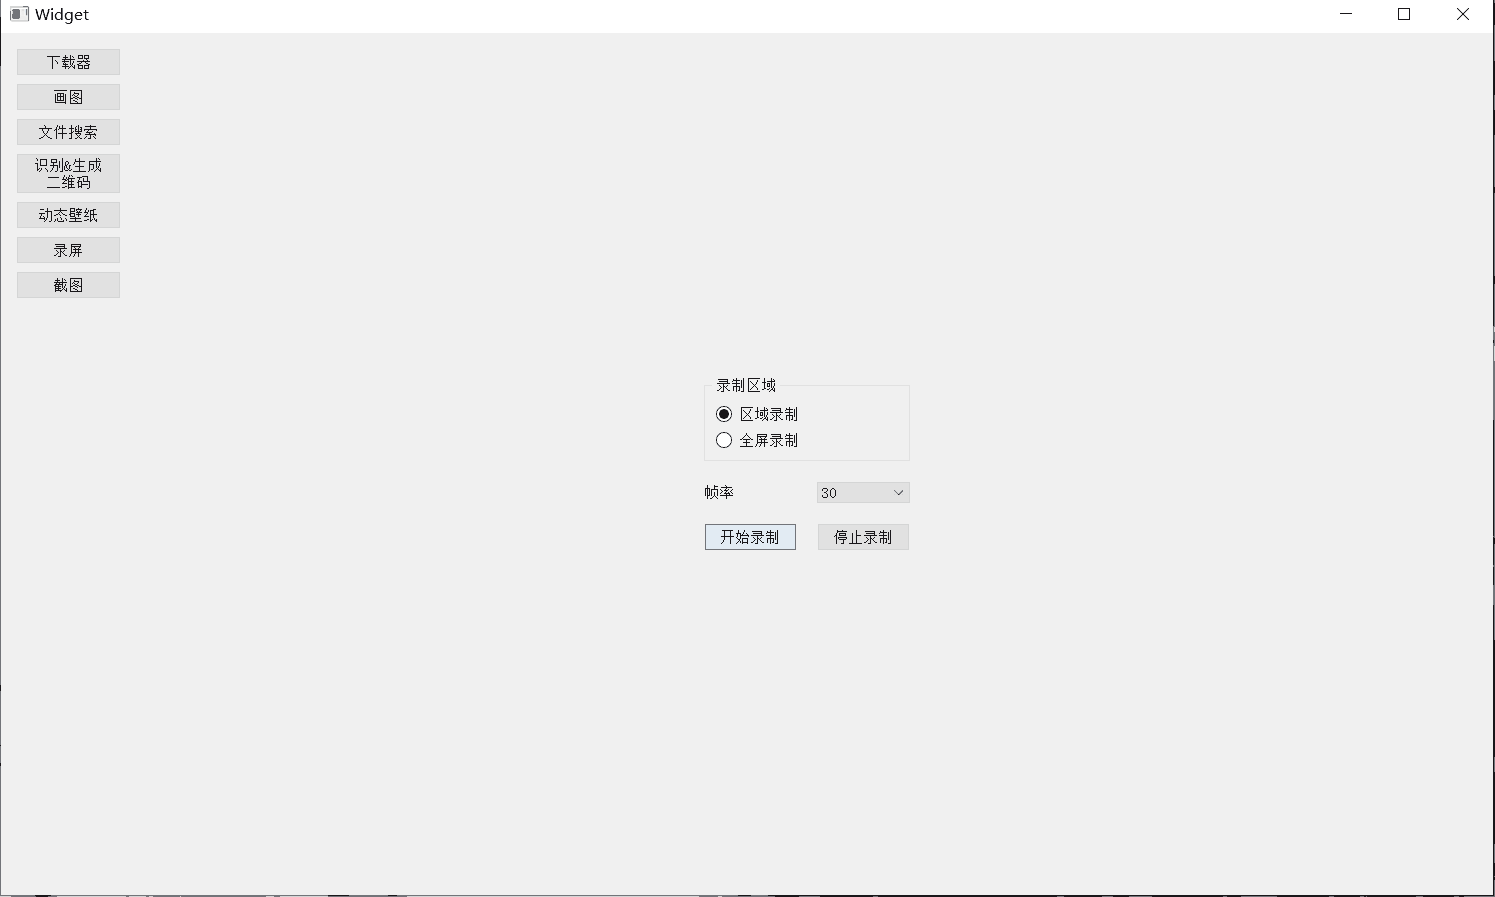 Widget
下载器
画图
文件搜索
识别&生成
二维码
动态壁纸
录屏
截图
录制区域
区域录制
全屏录制
帧率
30
开始录制
停止录制